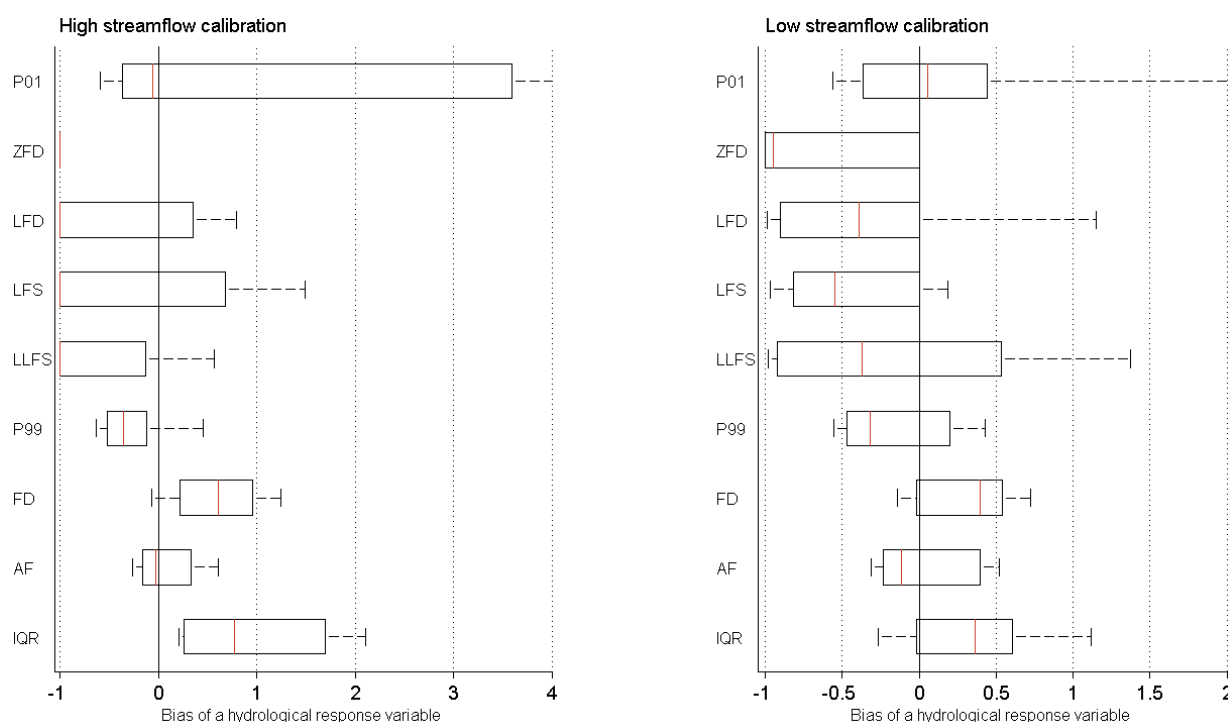 High streamflow calibration
P01
ZFD
LFD
LFS
LLFS
P99
FD
AF
IQR
-1 0 1 2 3 4
Bias of a hydrological response variable
Low streamflow calibration
P01
ZFD
LFD
LFS
LLFS
P99
FD
AF
IQR
-1 -0.5 0 0.5 1 1.5 2
Bias of a hydrological response variable